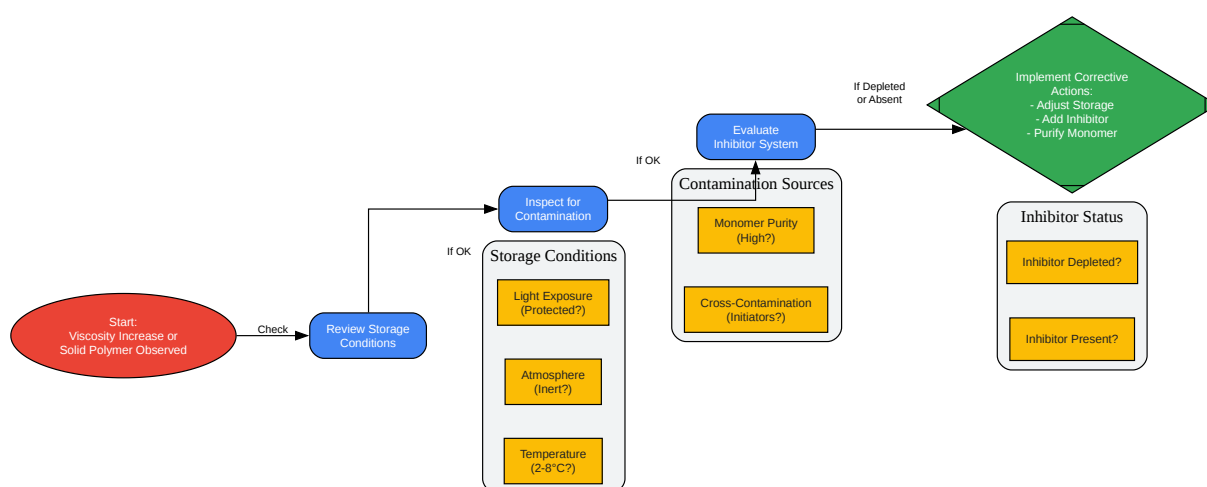 Start:
Viscosity Increase or
Solid Polymer Observed
Check
Review Storage
Conditions
If OK
Inspect for
Contamination
Storage Conditions
Light Exposure
(Protected?)
Atmosphere
(Inert?)
Temperature
(2-8°C?)
If OK
Evaluate
Inhibitor System
Contamination Sources
Monomer Purity
(High?)
Cross-Contamination
(Initiators?)
If Depleted
or Absent
Implement Corrective
Actions:
- Adjust Storage
- Add Inhibitor
- Purify Monomer
Inhibitor Status
Inhibitor Depleted?
Inhibitor Present?